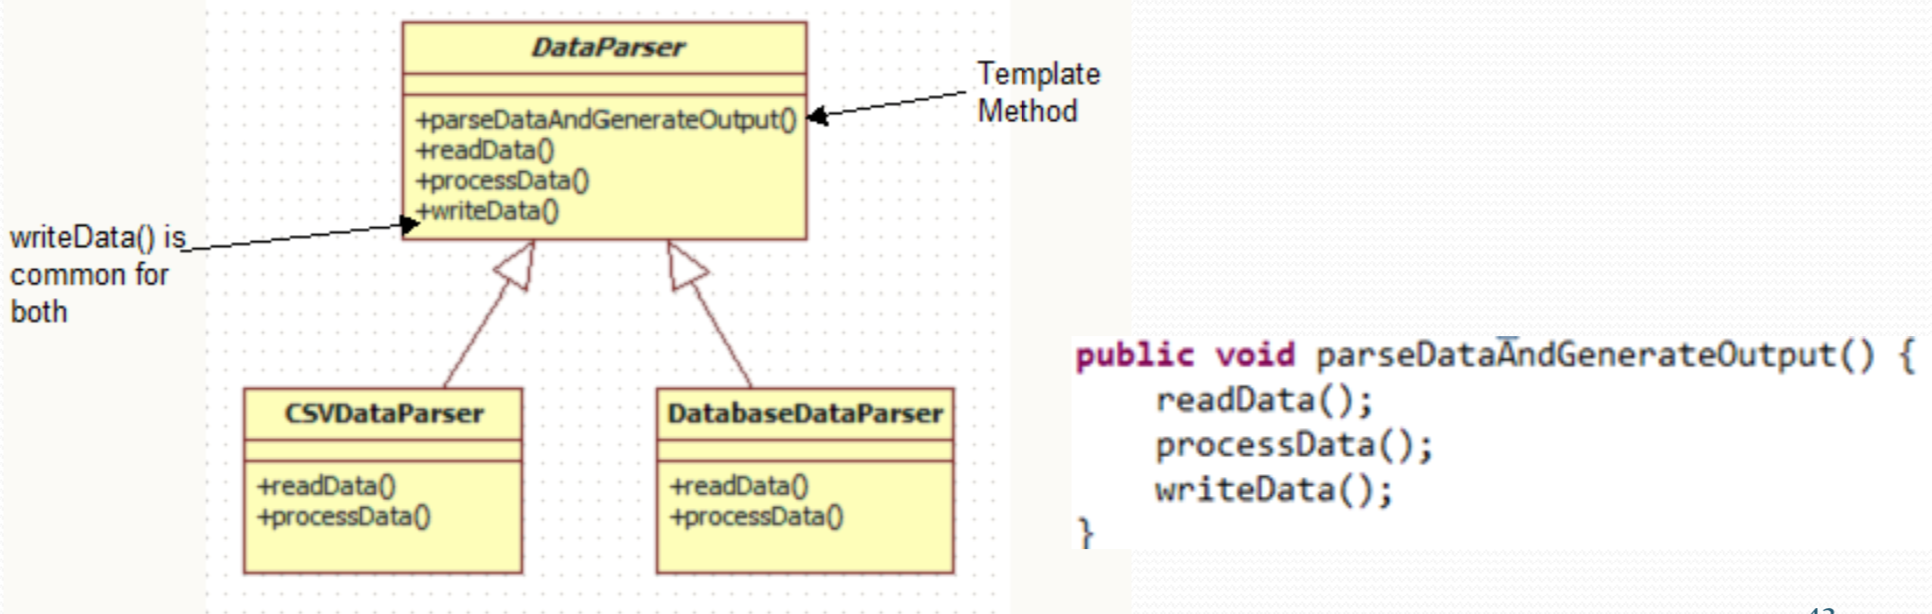 DataParser
+parseDataAndGenerateOutput()
+readData()
+processData()
+writeData()
Template
Method
writeData() is
common for
both
CSVDataParser
+readData()
+processData()
DatabaseDataParser
+readData()
+processData()
public void parseDataAndGenerateOutput() {
readData();
processData();
writeData();
}